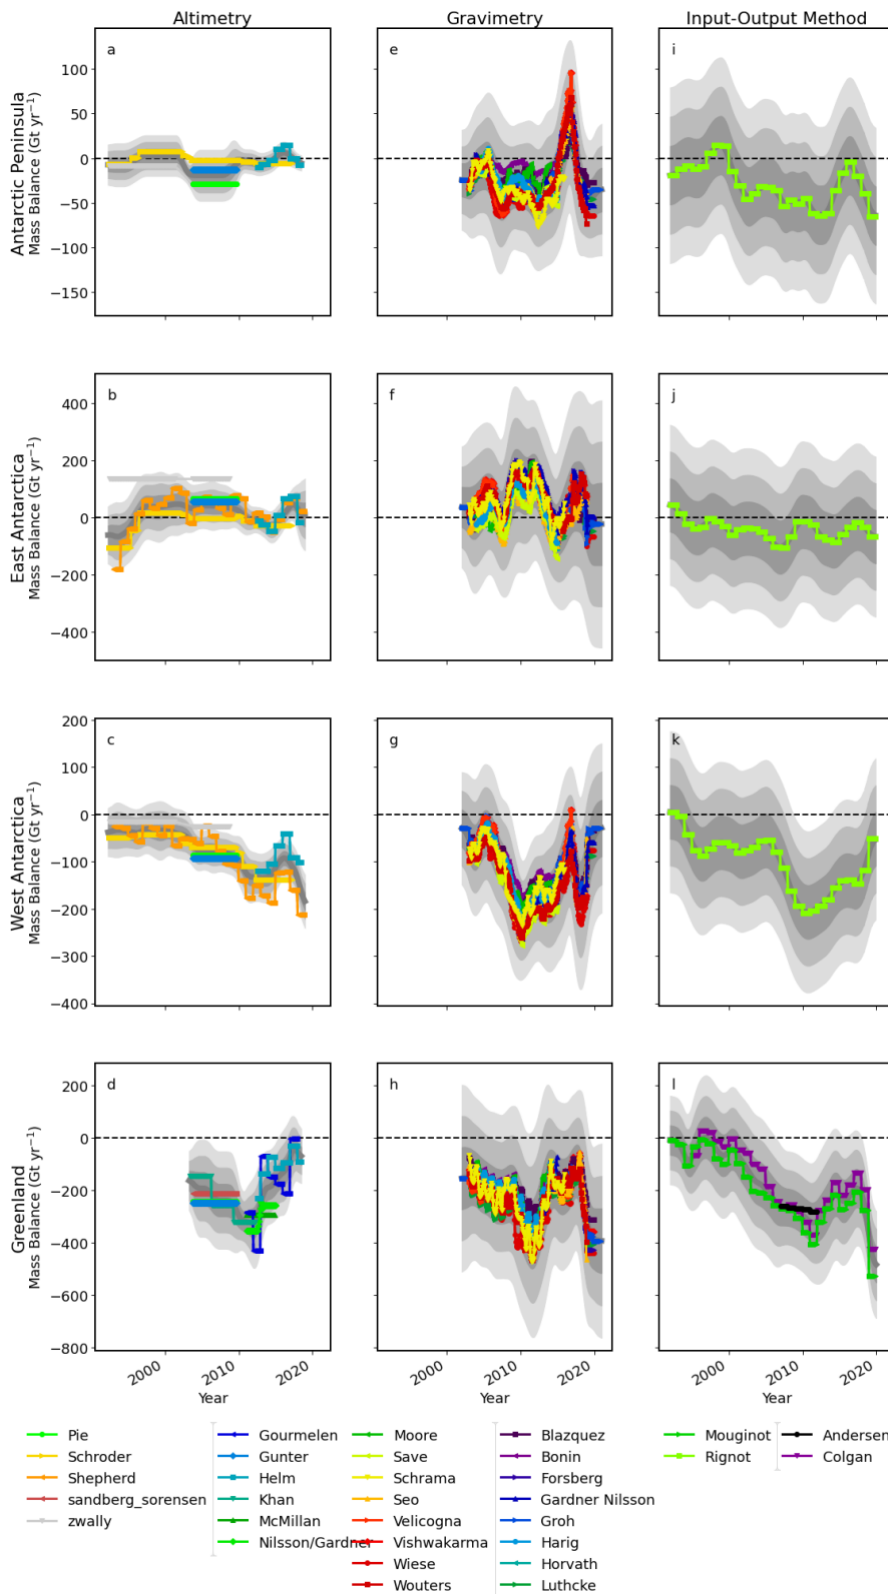 Altimetry Gravimetry Input-Output Method
Antarctic Peninsula
Mass Balance (Gt yr⁻¹)
a e i
100
50
0
−50
−100
−150
East Antarctica
Mass Balance (Gt yr⁻¹)
b f j
400
200
0
−200
−400
West Antarctica
Mass Balance (Gt yr⁻¹)
c g k
200
100
0
−100
−200
−300
−400
Greenland
Mass Balance (Gt yr⁻¹)
d h l
200
0
−200
−400
−600
−800
2000 2010 2020 2000 2010 2020 2000 2010 2020
Year Year Year
Pie Gourmelen Moore Blazquez Mouginot Andersen
Schroder Gunter Save Bonin Rignot Colgan
Shepherd Helm Schrama Forsberg
sandberg_sorensen Khan Seo Gardner Nilsson
zwally McMillan Velicogna Groh
Nilsson/Gardner Vishwakarma Harig
Wiese Horvath
Wouters Luthcke